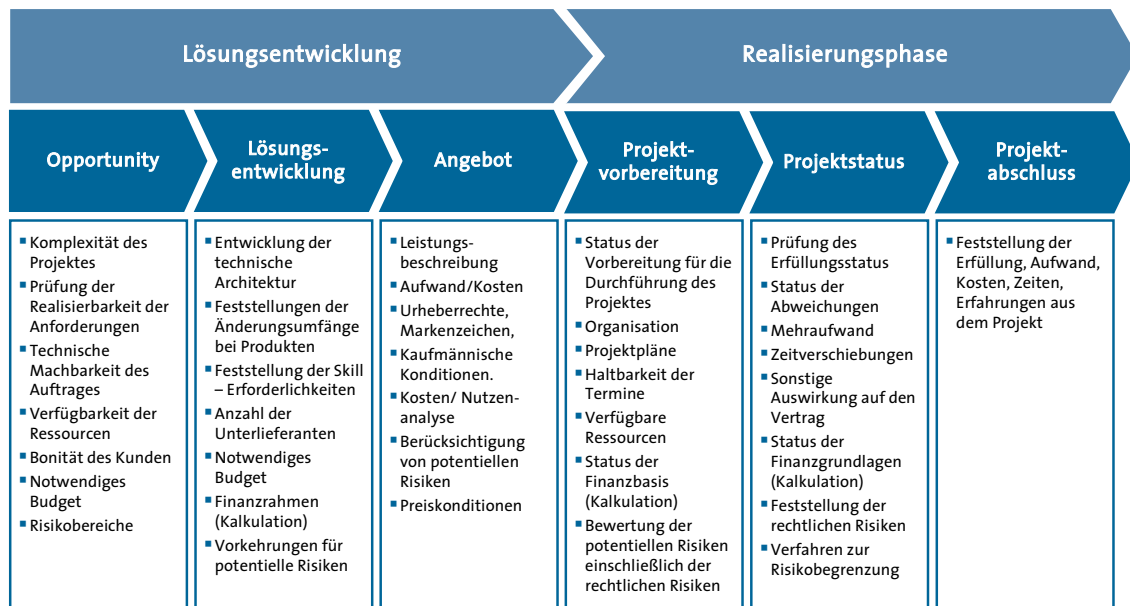 Lösungsentwicklung
Realisierungsphase
Opportunity
Lösungs-
entwicklung
Angebot
Projekt-
vorbereitung
Projektstatus
Projekt-
abschluss
▪ Komplexität des
Projektes
▪ Prüfung der
Realisierbarkeit der
Anforderungen
▪ Technische
Machbarkeit des
Auftrages
▪ Verfügbarkeit der
Ressourcen
▪ Bonität des Kunden
▪ Notwendiges
Budget
▪ Risikobereiche
▪ Entwicklung der
technische
Architektur
▪ Feststellungen der
Änderungsumfänge
bei Produkten
▪ Feststellung der Skill
– Erforderlichkeiten
▪ Anzahl der
Unterlieferanten
▪ Notwendiges
Budget
▪ Finanzrahmen
(Kalkulation)
▪ Vorkehrungen für
potentielle Risiken
▪ Leistungs-
beschreibung
▪ Aufwand/Kosten
▪ Urheberrechte,
Markenzeichen,
▪ Kaufmännische
Konditionen.
▪ Kosten/ Nutzen-
analyse
▪ Berücksichtigung
von potentiellen
Risiken
▪ Preiskonditionen
▪ Status der
Vorbereitung für die
Durchführung des
Projektes
▪ Organisation
▪ Projektpläne
▪ Haltbarkeit der
Termine
▪ Verfügbare
Ressourcen
▪ Status der
Finanzbasis
(Kalkulation)
▪ Bewertung der
potentiellen Risiken
einschließlich der
rechtlichen Risiken
▪ Prüfung des
Erfüllungsstatus
▪ Status der
Abweichungen
▪ Mehraufwand
▪ Zeitverschiebungen
▪ Sonstige
Auswirkung auf den
Vertrag
▪ Status der
Finanzgrundlagen
(Kalkulation)
▪ Feststellung der
rechtlichen Risiken
▪ Verfahren zur
Risikobegrenzung
▪ Feststellung der
Erfüllung, Aufwand,
Kosten, Zeiten,
Erfahrungen aus
dem Projekt